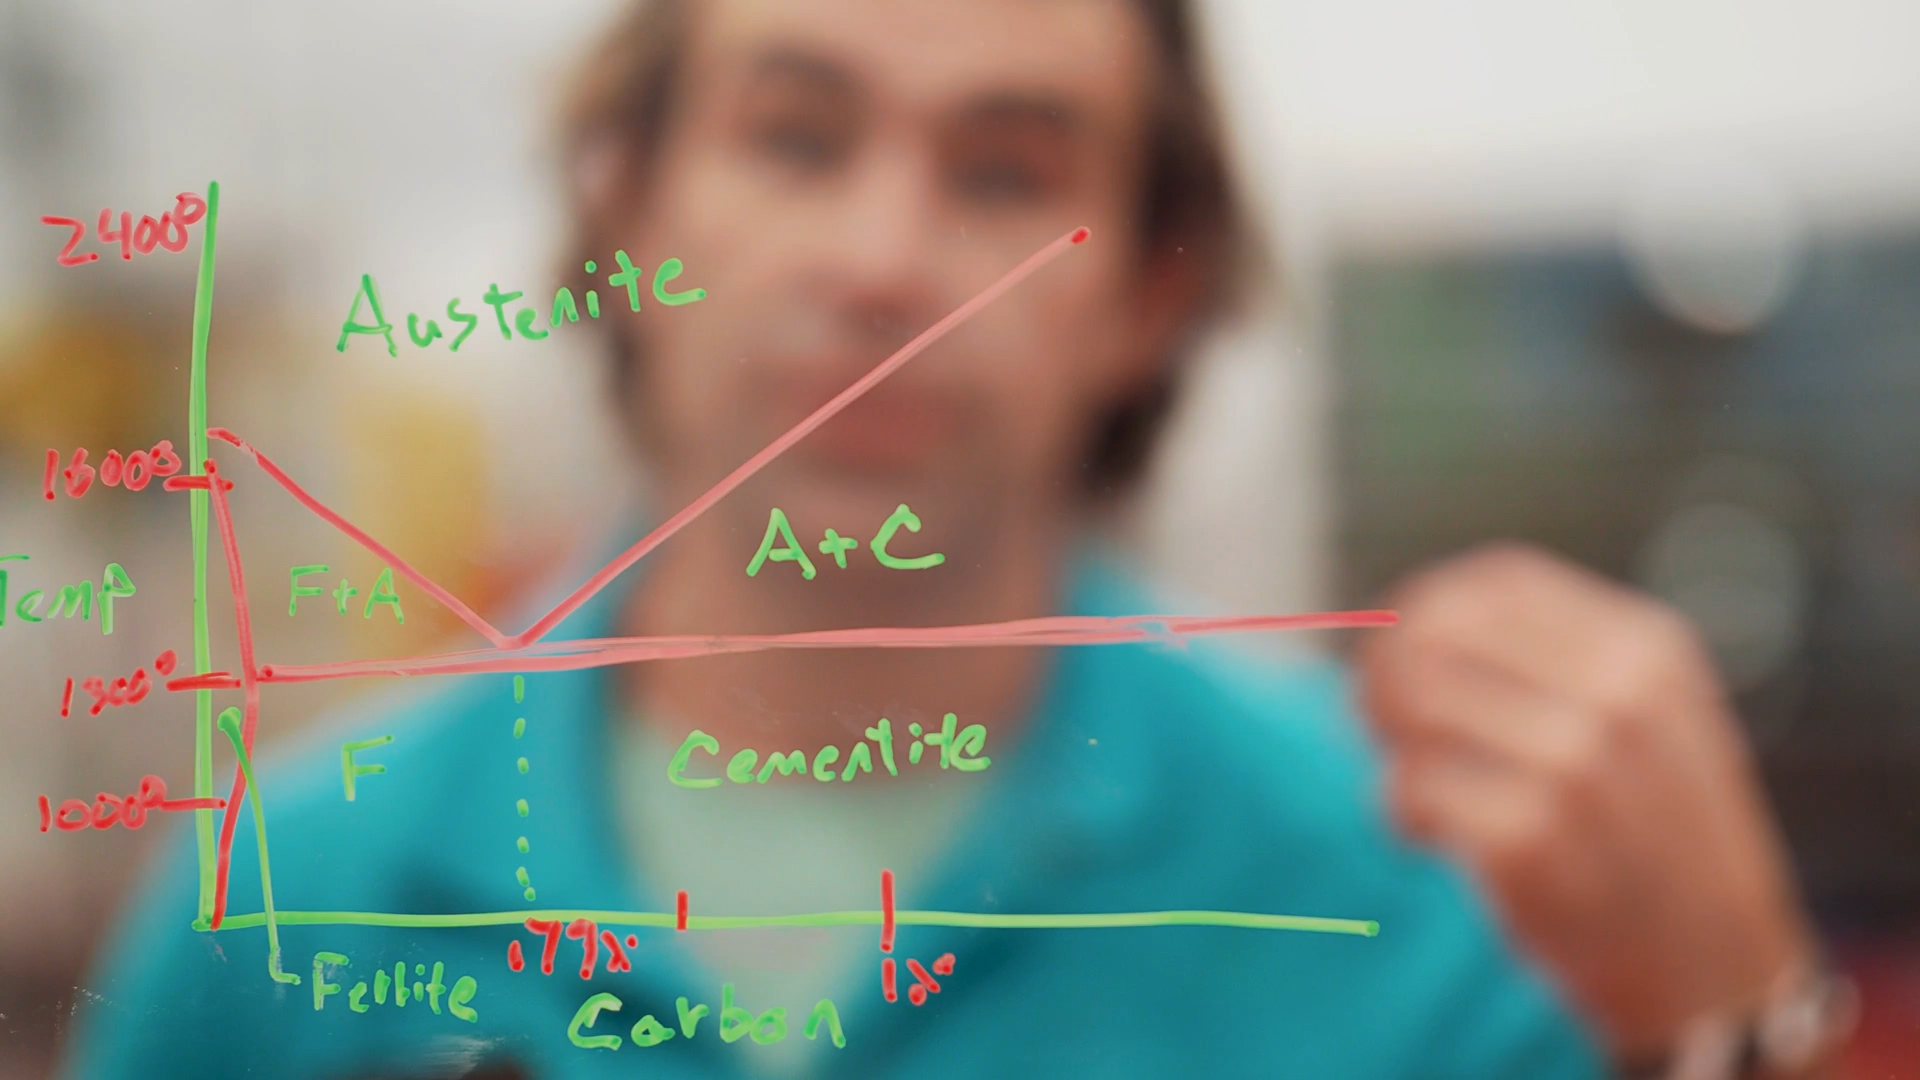 2400°
Austenite
1600°
A+C
Temp
F+A
1300°
F
Cementite
1000°
.77%
1%
Ferrite
Carbon